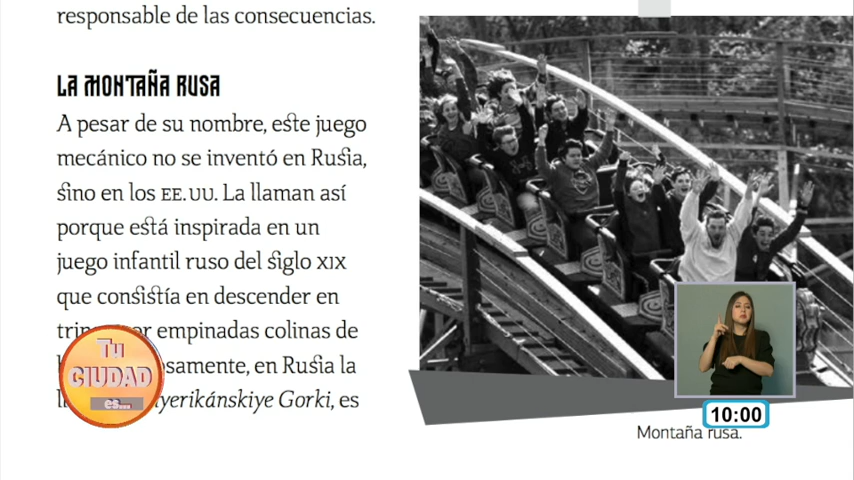 responsable de las consecuencias.
LA MONTAÑA RUSA
A pesar de su nombre, este juego
mecánico no se inventó en Rusia,
sino en los EE.UU. La llaman así
porque está inspirada en un
juego infantil ruso del siglo XIX
que consistía en descender en
empinadas colinas de
en Rusia la
Gorki, es
Tu
CIUDAD
es...
10:00
Montaña rusa.